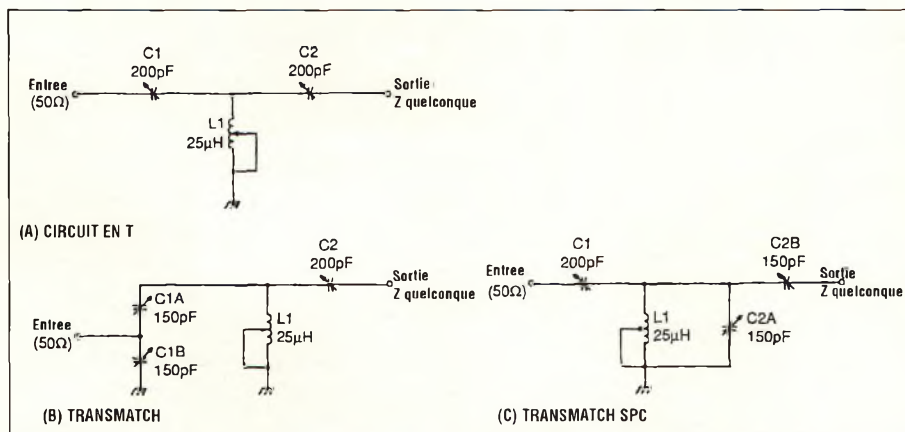 C1
200pF
C2
200pF
Entree
(50Ω)
Sortie
Z quelconque
L1
25µH
(A) CIRCUIT EN T
C2
200pF
Sortie
Z quelconque
C1A
150pF
Entree
(50Ω)
C1B
150pF
L1
25µH
(B) TRANSMATCH
C1
200pF
C2B
150pF
Entree
(50Ω)
Sortie
Z quelconque
L1
25µH
C2A
150pF
(C) TRANSMATCH SPC